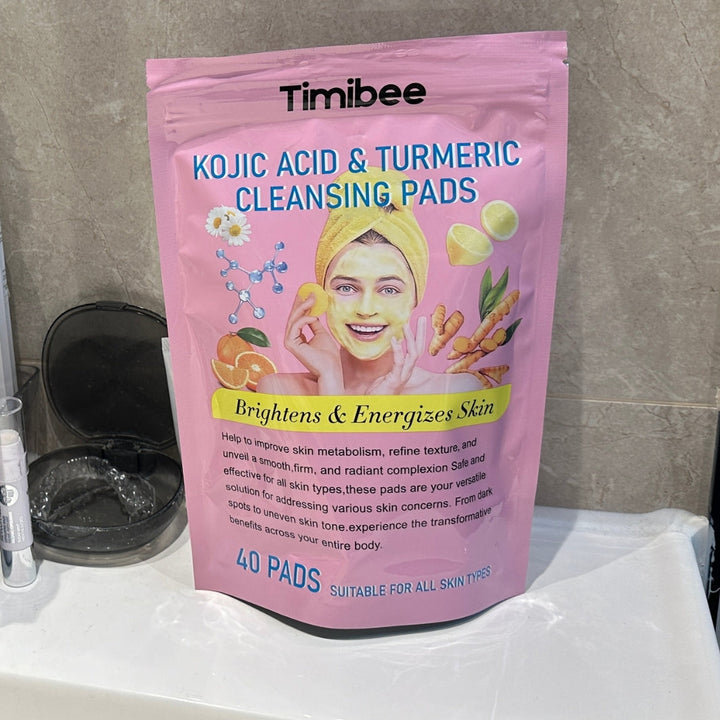 Timibee
KOJIC ACID & TURMERIC
CLEANSING PADS
Brightens & Energizes Skin
Help to improve skin metabolism, refine texture, and
unveil a smooth,firm, and radiant complexion Safe and
effective for all skin types,these pads are your versatile
solution for addressing various skin concerns. From dark
spots to uneven skin tone.experience the transformative
benefits across your entire body.
40 PADS SUITABLE FOR ALL SKIN TYPES